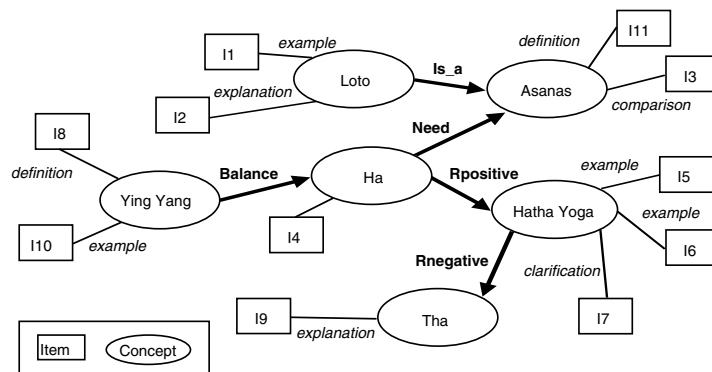 I1
example
I11
definition
Is_a
Loto
I3
Asanas
explanation
I2
comparison
Need
I8
definition
Balance
Rpositive
example
I5
Ha
Ying Yang
Hatha Yoga
example
I10
example
I4
I6
Rnegative
clarification
I9
Tha
I7
explanation
Item
Concept